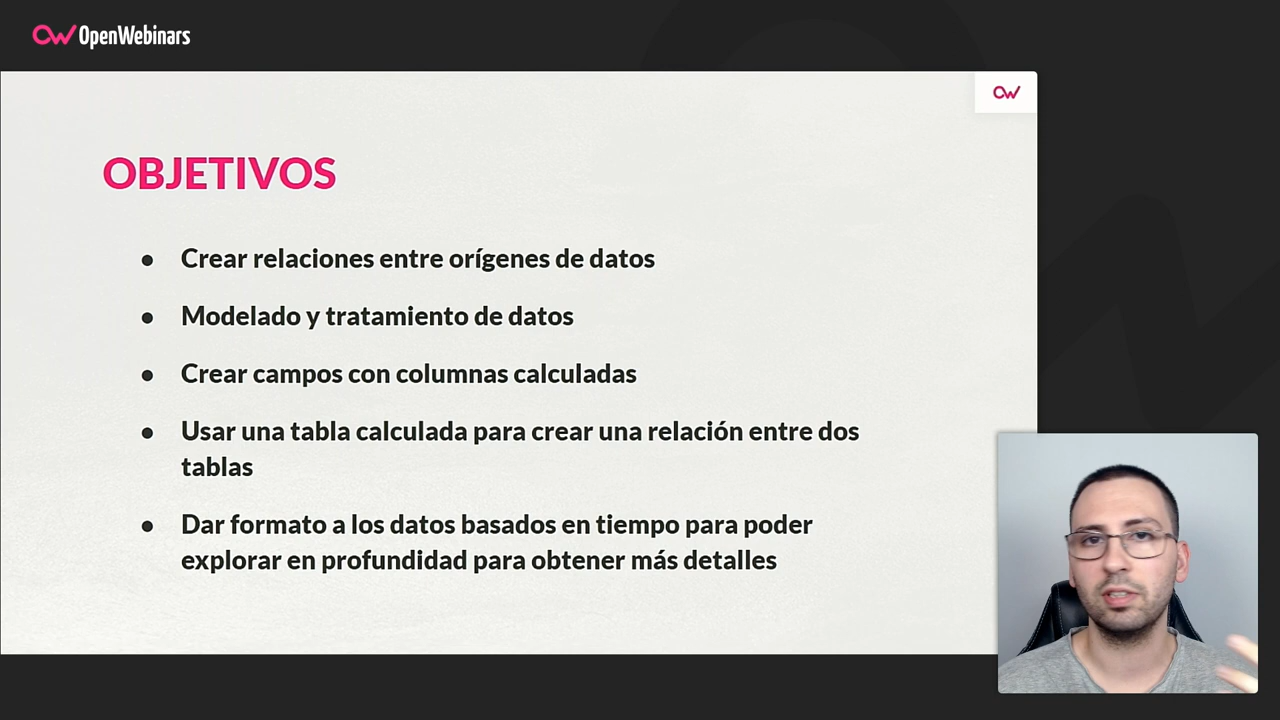 OpenWebinars
OBJETIVOS
● Crear relaciones entre orígenes de datos
● Modelado y tratamiento de datos
● Crear campos con columnas calculadas
● Usar una tabla calculada para crear una relación entre dos
tablas
● Dar formato a los datos basados en tiempo para poder
explorar en profundidad para obtener más detalles